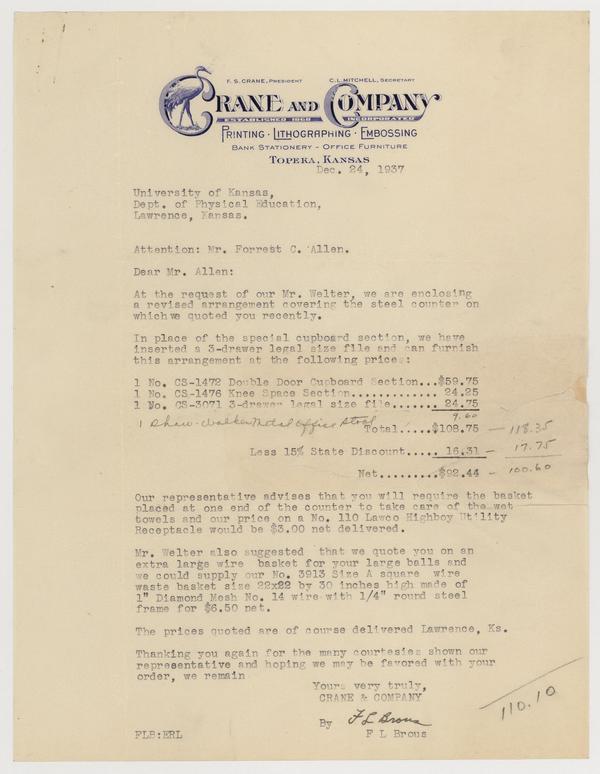 F. S. CRANE, PRESIDENT C. L. MITCHELL, SECRETARY
CRANE AND COMPANY
ESTABLISHED 1868 INCORPORATED
PRINTING · LITHOGRAPHING · EMBOSSING
BANK STATIONERY - OFFICE FURNITURE
TOPEKA, KANSAS
Dec. 24, 1937
University of Kansas,
Dept. of Physical Education,
Lawrence, Kansas.
Attention: Mr. Forrest C. Allen.
Dear Mr. Allen:
At the request of our Mr. Welter, we are enclosing
a revised arrangement covering the steel counter on
which we quoted you recently.
In place of the special cupboard section, we have
inserted a 3-drawer legal size file and can furnish
this arrangement at the following prices:
1 No. CS-1472 Double Door Cupboard Section...$59.75
1 No. CS-1476 Knee Space Section............ 24.25
1 No. CS-3071 3-drawer legal size file...... 24.75
1 Shaw-Walker Metal Office Stool 9.60
Total.....$108.75 — 118.35
Less 15% State Discount..... 16.31 — 17.75
Net.........$92.44 — 100.60
Our representative advises that you will require the basket
placed at one end of the counter to take care of the wet
towels and our price on a No. 110 Lawco Highboy Utility
Receptacle would be $3.00 net delivered.
Mr. Welter also suggested that we quote you on an
extra large wire basket for your large balls and
we could supply our No. 3913 Size A square wire
waste basket size 22x22 by 30 inches high made of
1" Diamond Mesh No. 14 wire with 1/4" round steel
frame for $6.50 net.
The prices quoted are of course delivered Lawrence, Ks.
Thanking you again for the many courtesies shown our
representative and hoping we may be favored with your
order, we remain
Yours very truly,
CRANE & COMPANY
110.10
By F L Brous
FLB:ERL F L Brous